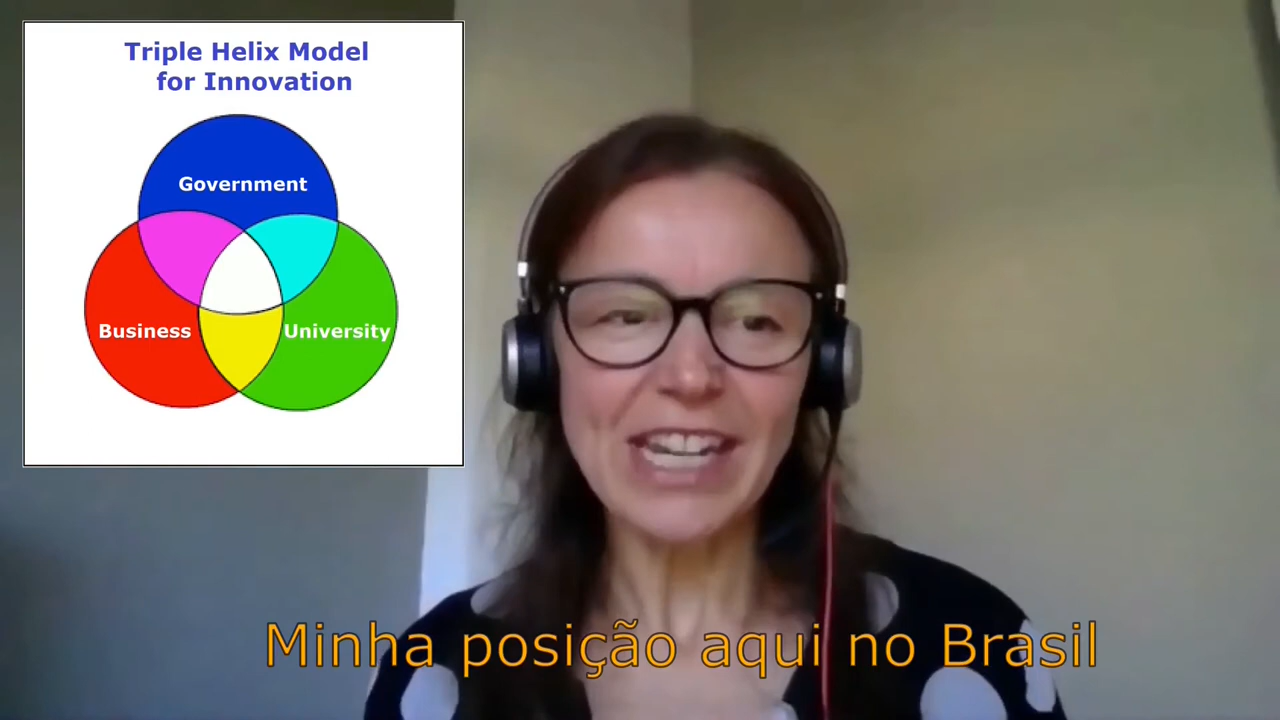 Triple Helix Model
for Innovation
Government
Business
University
Minha posição aqui no Brasil